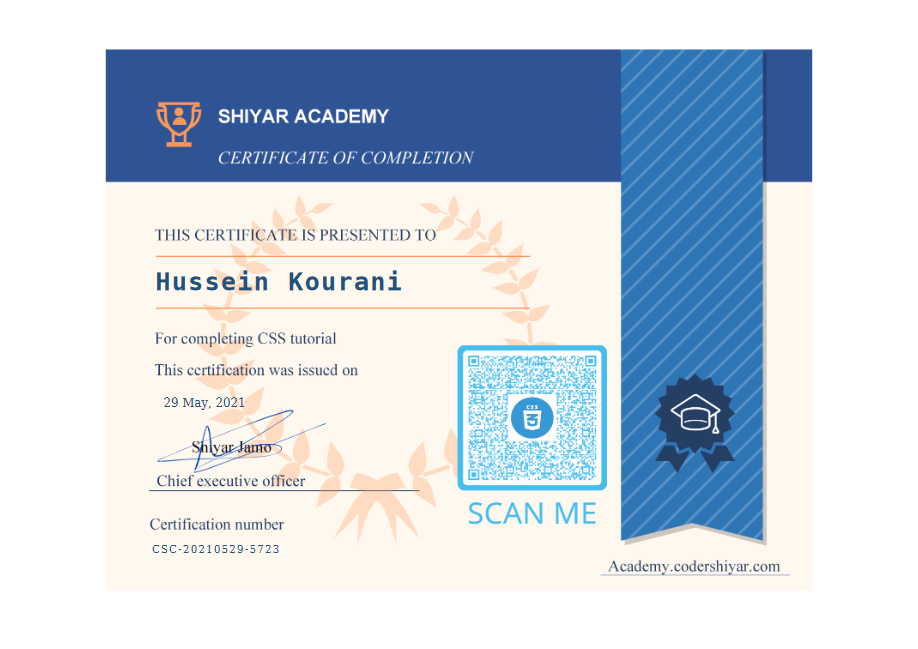 SHIYAR ACADEMY
CERTIFICATE OF COMPLETION
THIS CERTIFICATE IS PRESENTED TO
Hussein Kourani
For completing CSS tutorial
This certification was issued on
29 May, 2021
Shiyar Jamo
Chief executive officer
Certification number
CSC-20210529-5723
CSS
3
SCAN ME
Academy.codershiyar.com